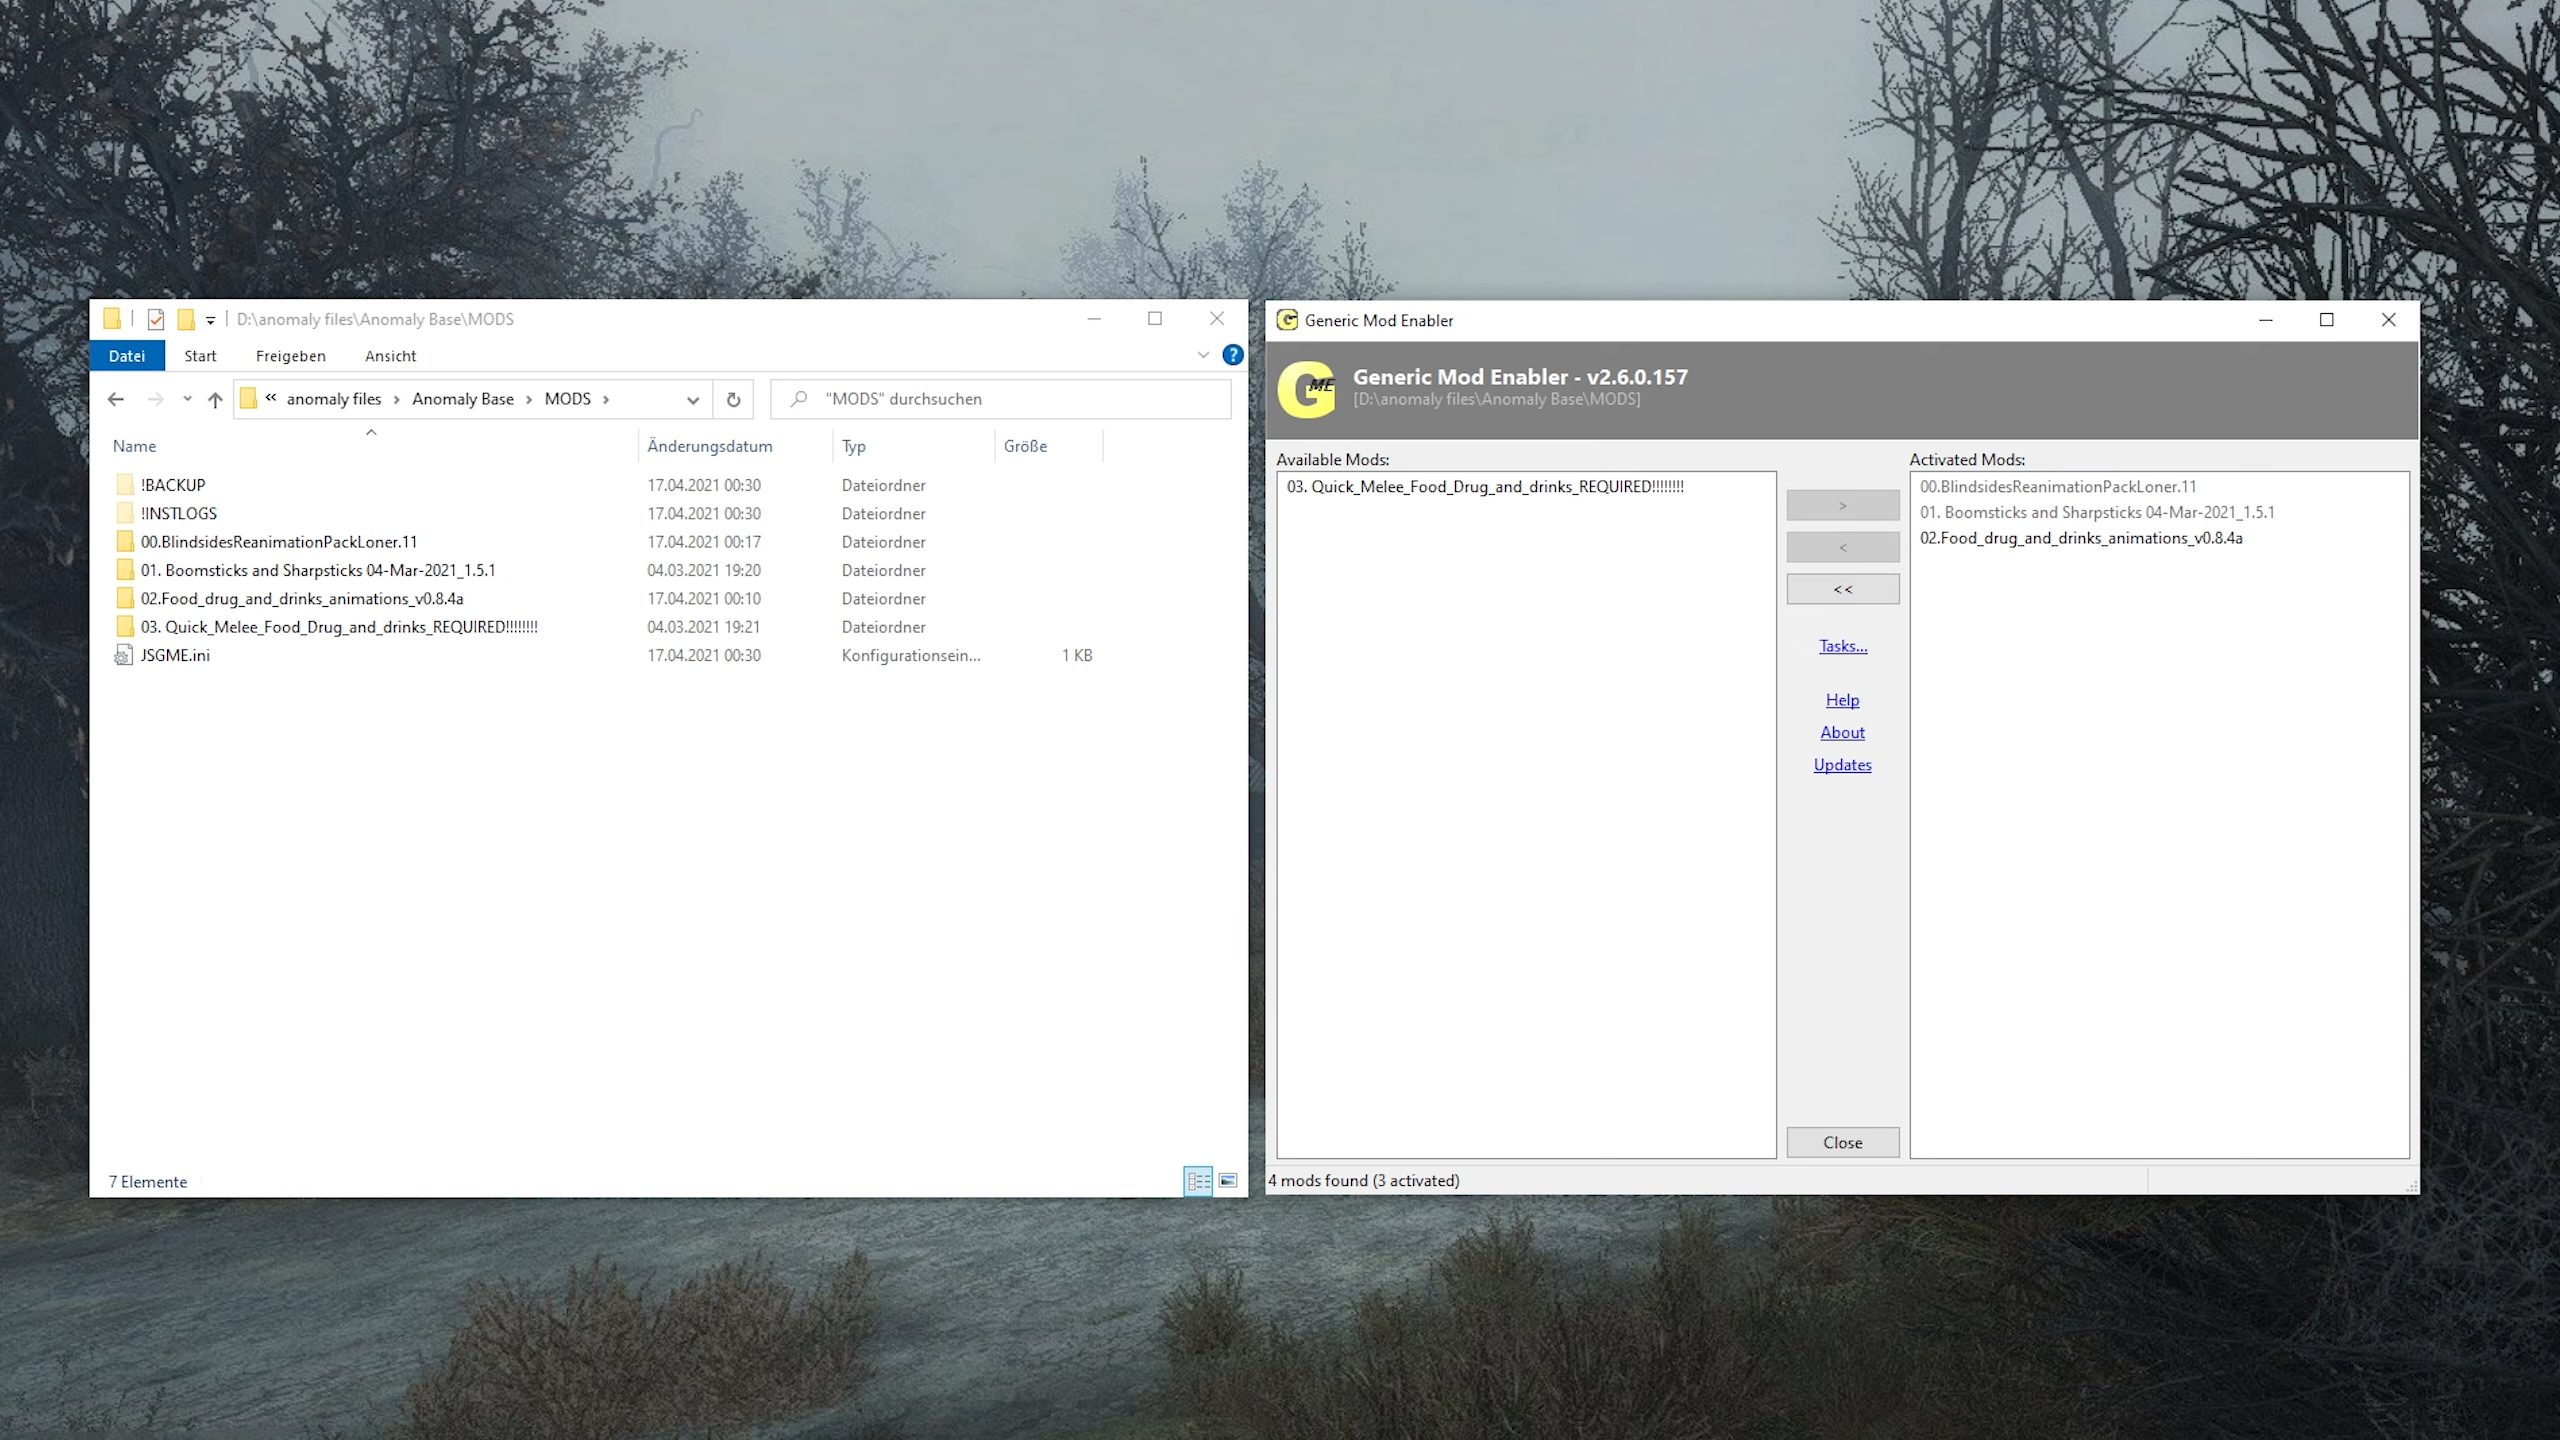 D:\anomaly files\Anomaly Base\MODS
Datei Start Freigeben Ansicht
« anomaly files › Anomaly Base › MODS › "MODS" durchsuchen
Name Änderungsdatum Typ Größe
!BACKUP 17.04.2021 00:30 Dateiordner
!INSTLOGS 17.04.2021 00:30 Dateiordner
00.BlindsidesReanimationPackLoner.11 17.04.2021 00:17 Dateiordner
01. Boomsticks and Sharpsticks 04-Mar-2021_1.5.1 04.03.2021 19:20 Dateiordner
02.Food_drug_and_drinks_animations_v0.8.4a 17.04.2021 00:10 Dateiordner
03. Quick_Melee_Food_Drug_and_drinks_REQUIRED!!!!!!!! 04.03.2021 19:21 Dateiordner
JSGME.ini 17.04.2021 00:30 Konfigurationsein... 1 KB
7 Elemente
Generic Mod Enabler
GME
Generic Mod Enabler - v2.6.0.157
[D:\anomaly files\Anomaly Base\MODS]
Available Mods:
03. Quick_Melee_Food_Drug_and_drinks_REQUIRED!!!!!!!!
>
<
<<
Tasks...
Help
About
Updates
Close
Activated Mods:
00.BlindsidesReanimationPackLoner.11
01. Boomsticks and Sharpsticks 04-Mar-2021_1.5.1
02.Food_drug_and_drinks_animations_v0.8.4a
4 mods found (3 activated)